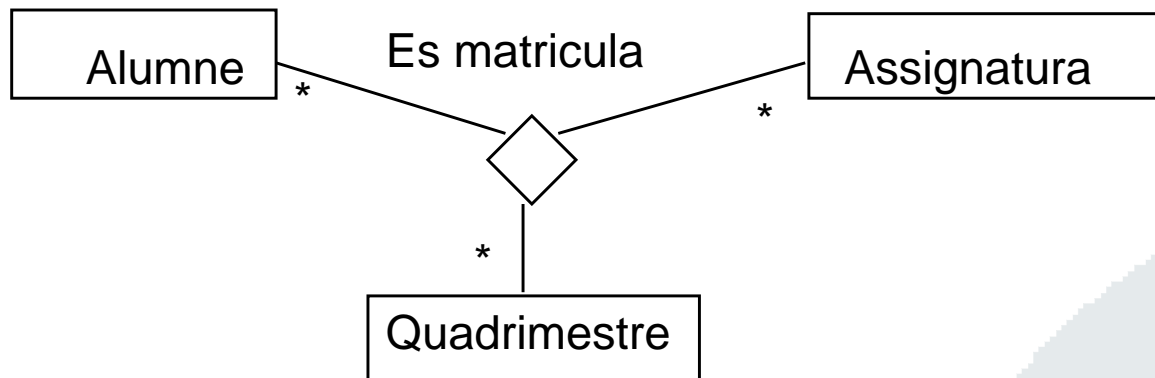 Alumne
Es matricula
Assignatura
*
*
*
Quadrimestre